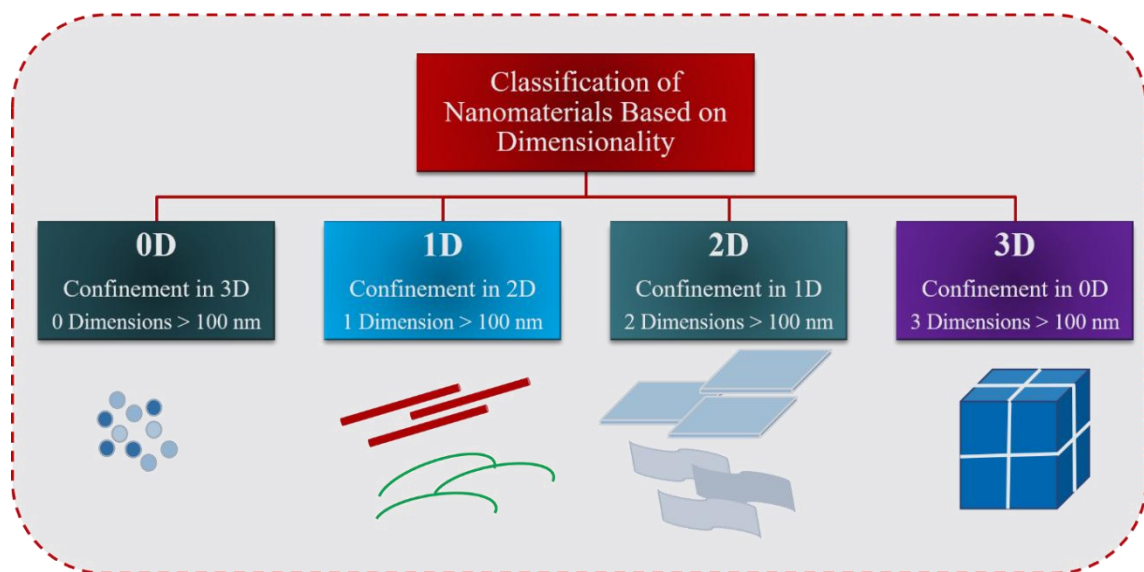 Classification of
Nanomaterials Based on
Dimensionality
0D
Confinement in 3D
0 Dimensions > 100 nm
1D
Confinement in 2D
1 Dimension > 100 nm
2D
Confinement in 1D
2 Dimensions > 100 nm
3D
Confinement in 0D
3 Dimensions > 100 nm